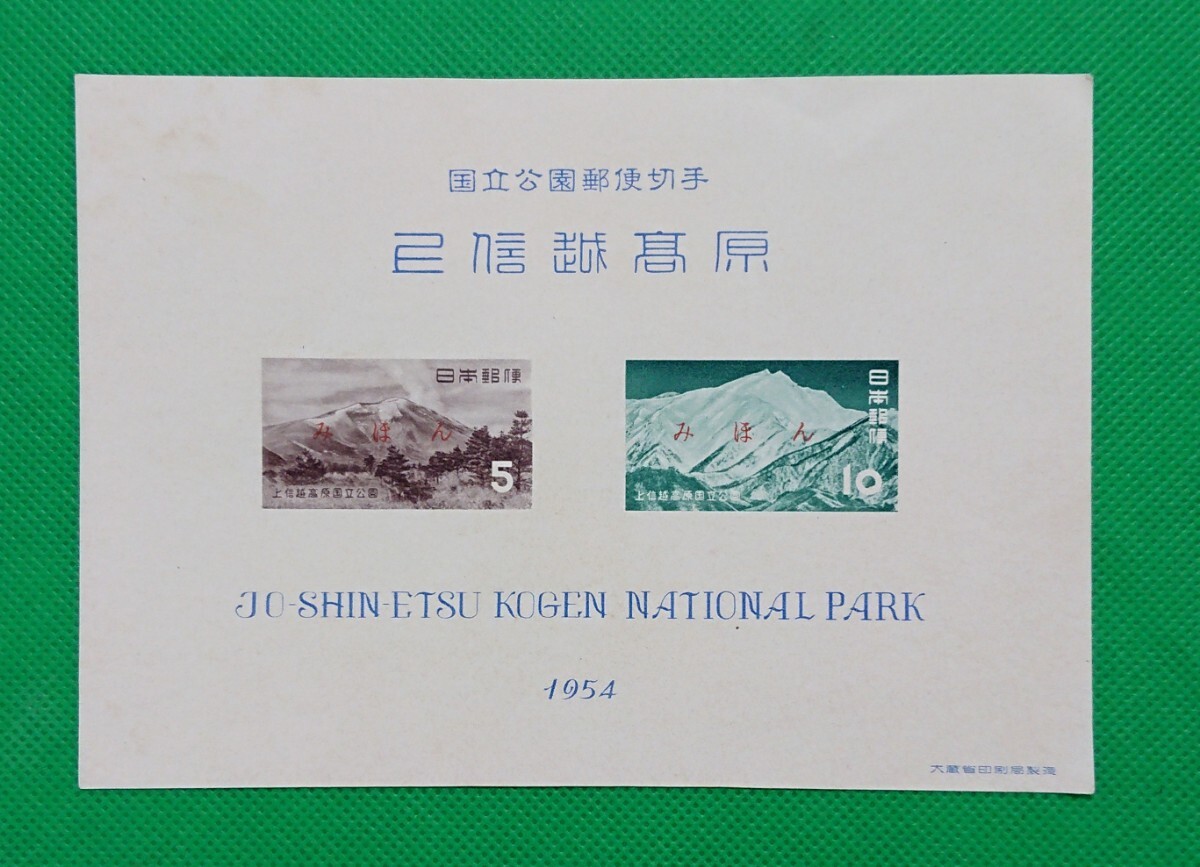 国立公園郵便切手
上信越髙原
日本郵便
みほん
5
上信越高原国立公園
日本郵便
みほん
10
上信越高原国立公園
JO-SHIN-ETSU KOGEN NATIONAL PARK
1954
大蔵省印刷局製造